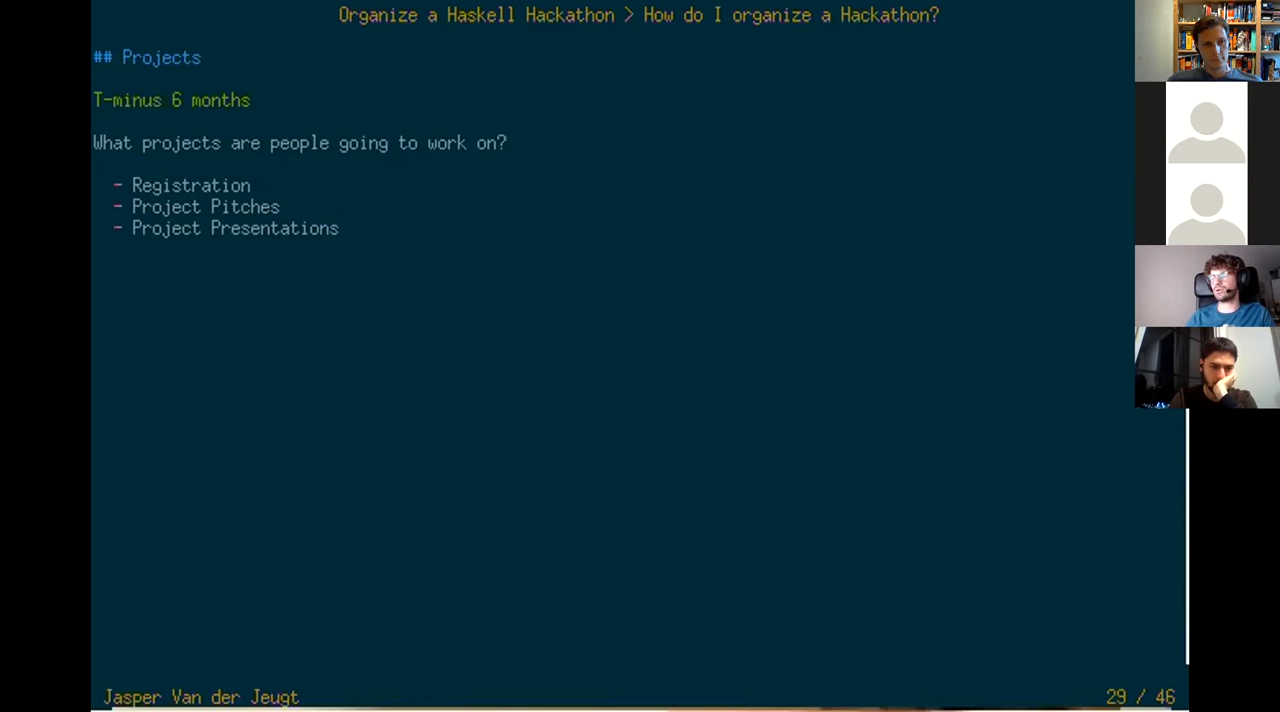 Organize a Haskell Hackathon > How do I organize a Hackathon?
## Projects
T-minus 6 months
What projects are people going to work on?
- Registration
- Project Pitches
- Project Presentations
Jasper Van der Jeugt
29 / 46